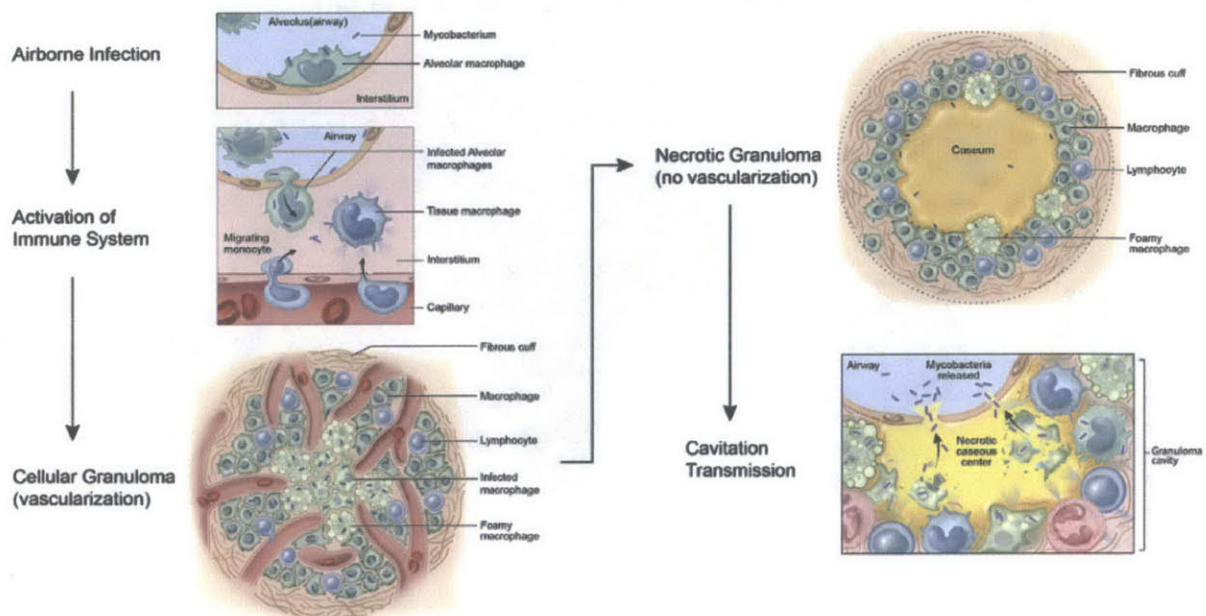 Airborne Infection
Alveolus(airway)
Mycobacterium
Alveolar macrophage
Interstilium
Activation of
Immune System
Airway
Infected Alveolar
macrophages
Tissue macrophage
Migrating
monocyte
Interstilium
Capillary
Cellular Granuloma
(vascularization)
Fibrous cuff
Macrophage
Lymphocyte
Infected
macrophage
Foamy
macrophage
Necrotic Granuloma
(no vascularization)
Fibrous cuff
Macrophage
Caseum
Lymphocyte
Foamy
macrophage
Cavitation
Transmission
Airway
Mycobacteria
released
Necrotic
caseous
center
Granuloma
cavity